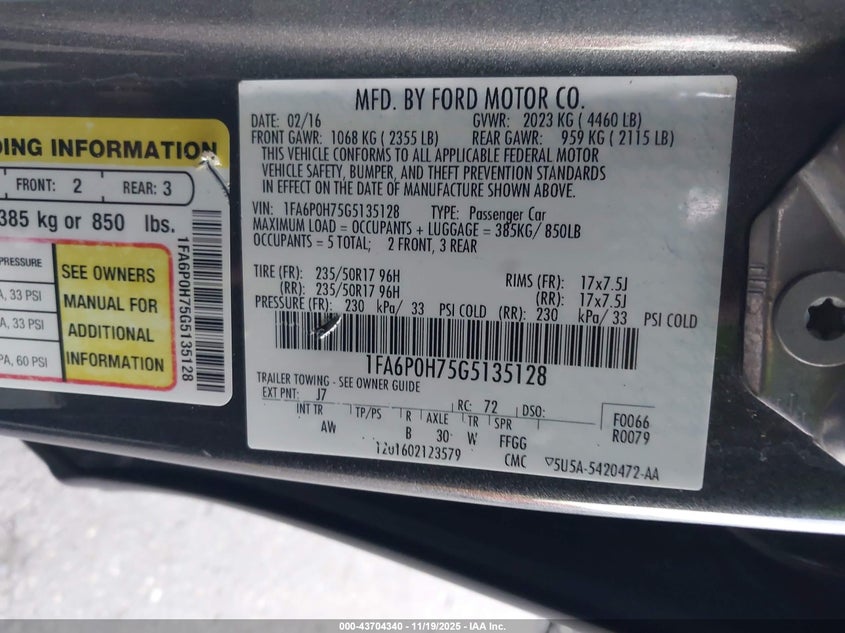 DING INFORMATION
FRONT: 2 REAR: 3
385 kg or 850 lbs.
PRESSURE
A, 33 PSI
A, 33 PSI
PA, 60 PSI
SEE OWNERS
MANUAL FOR
ADDITIONAL
INFORMATION
1FA6P0H75G5135128
MFD. BY FORD MOTOR CO.
DATE: 02/16 GVWR: 2023 KG ( 4460 LB)
FRONT GAWR: 1068 KG ( 2355 LB) REAR GAWR: 959 KG ( 2115 LB)
THIS VEHICLE CONFORMS TO ALL APPLICABLE FEDERAL MOTOR
VEHICLE SAFETY, BUMPER, AND THEFT PREVENTION STANDARDS
IN EFFECT ON THE DATE OF MANUFACTURE SHOWN ABOVE.
VIN: 1FA6P0H75G5135128 TYPE: Passenger Car
MAXIMUM LOAD = OCCUPANTS + LUGGAGE = 385KG/ 850LB
OCCUPANTS = 5 TOTAL; 2 FRONT, 3 REAR
TIRE (FR): 235/50R17 96H RIMS (FR): 17x7.5J
(RR): 235/50R17 96H (RR): 17x7.5J
PRESSURE (FR): 230 kPa/ 33 PSI COLD (RR): 230 kPa/ 33 PSI COLD
1FA6P0H75G5135128
TRAILER TOWING - SEE OWNER GUIDE
EXT PNT: J7 RC: 72 DSO: F0066
INT TR TP/PS R AXLE TR SPR R0079
AW B 30 W FFGG
1201602123579 CMC ▽5U5A-5420472-AA
000-43704340 | 11/19/2025 - IAA Inc.